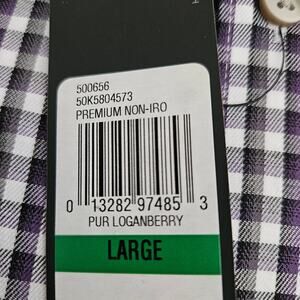 500656
50K5804573
PREMIUM NON-IRO
0 13282 97485 3
PUR LOGANBERRY
LARGE